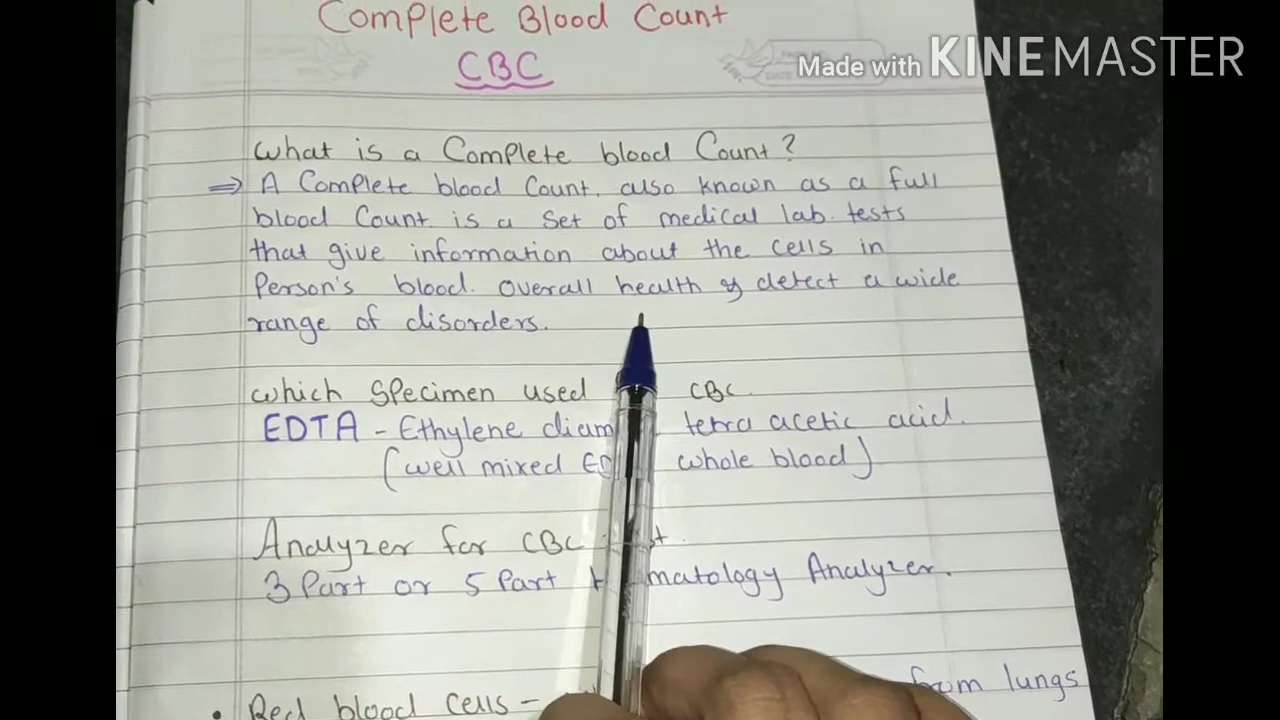 Complete Blood Count
CBC
Made with KINEMASTER
What is a Complete blood Count?
⇒ A Complete blood Count. also known as a full
blood Count is a Set of medical lab. tests
that give information about the cells in
Person's blood. overall health & detect a wide
range of disorders.
which Specimen used CBC.
EDTA - Ethylene diam tetra acetic acid.
(well mixed ED whole blood)
Analyzer for CBC
3 Part or 5 Part matology Analyzer.
from lungs
• Red blood cells -